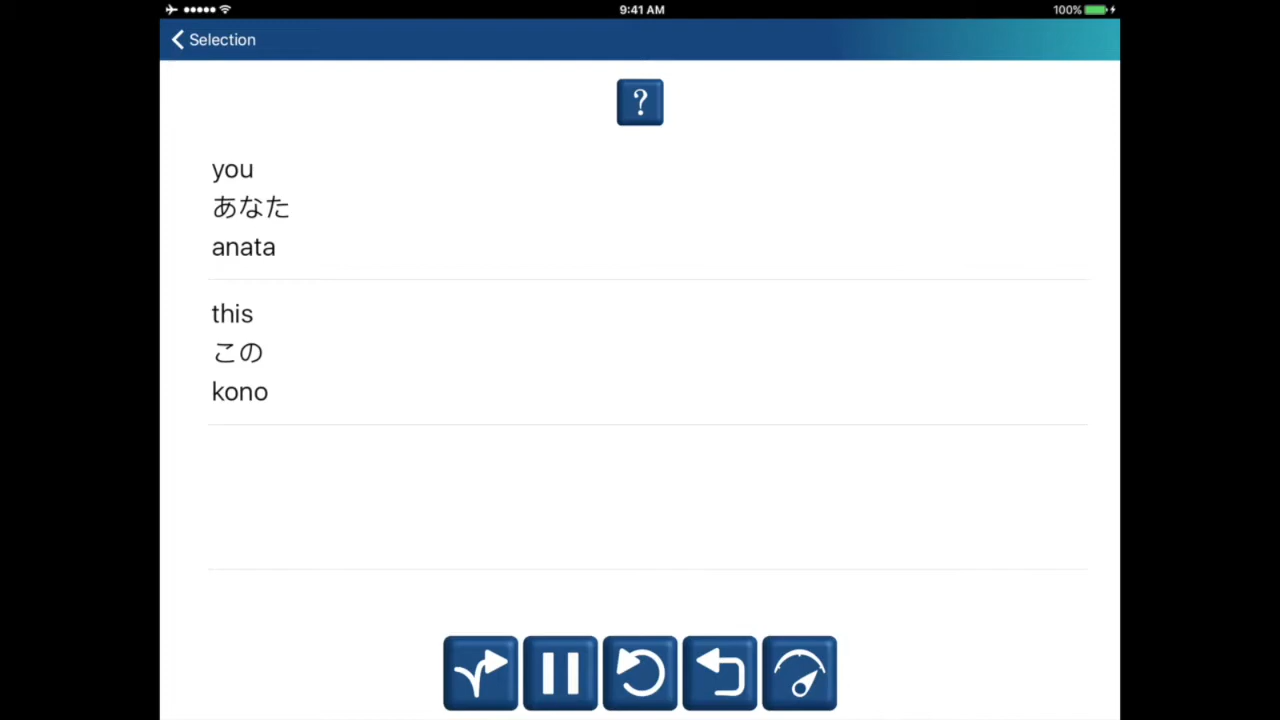 9:41 AM
100%
Selection
?
you
あなた
anata
this
この
kono